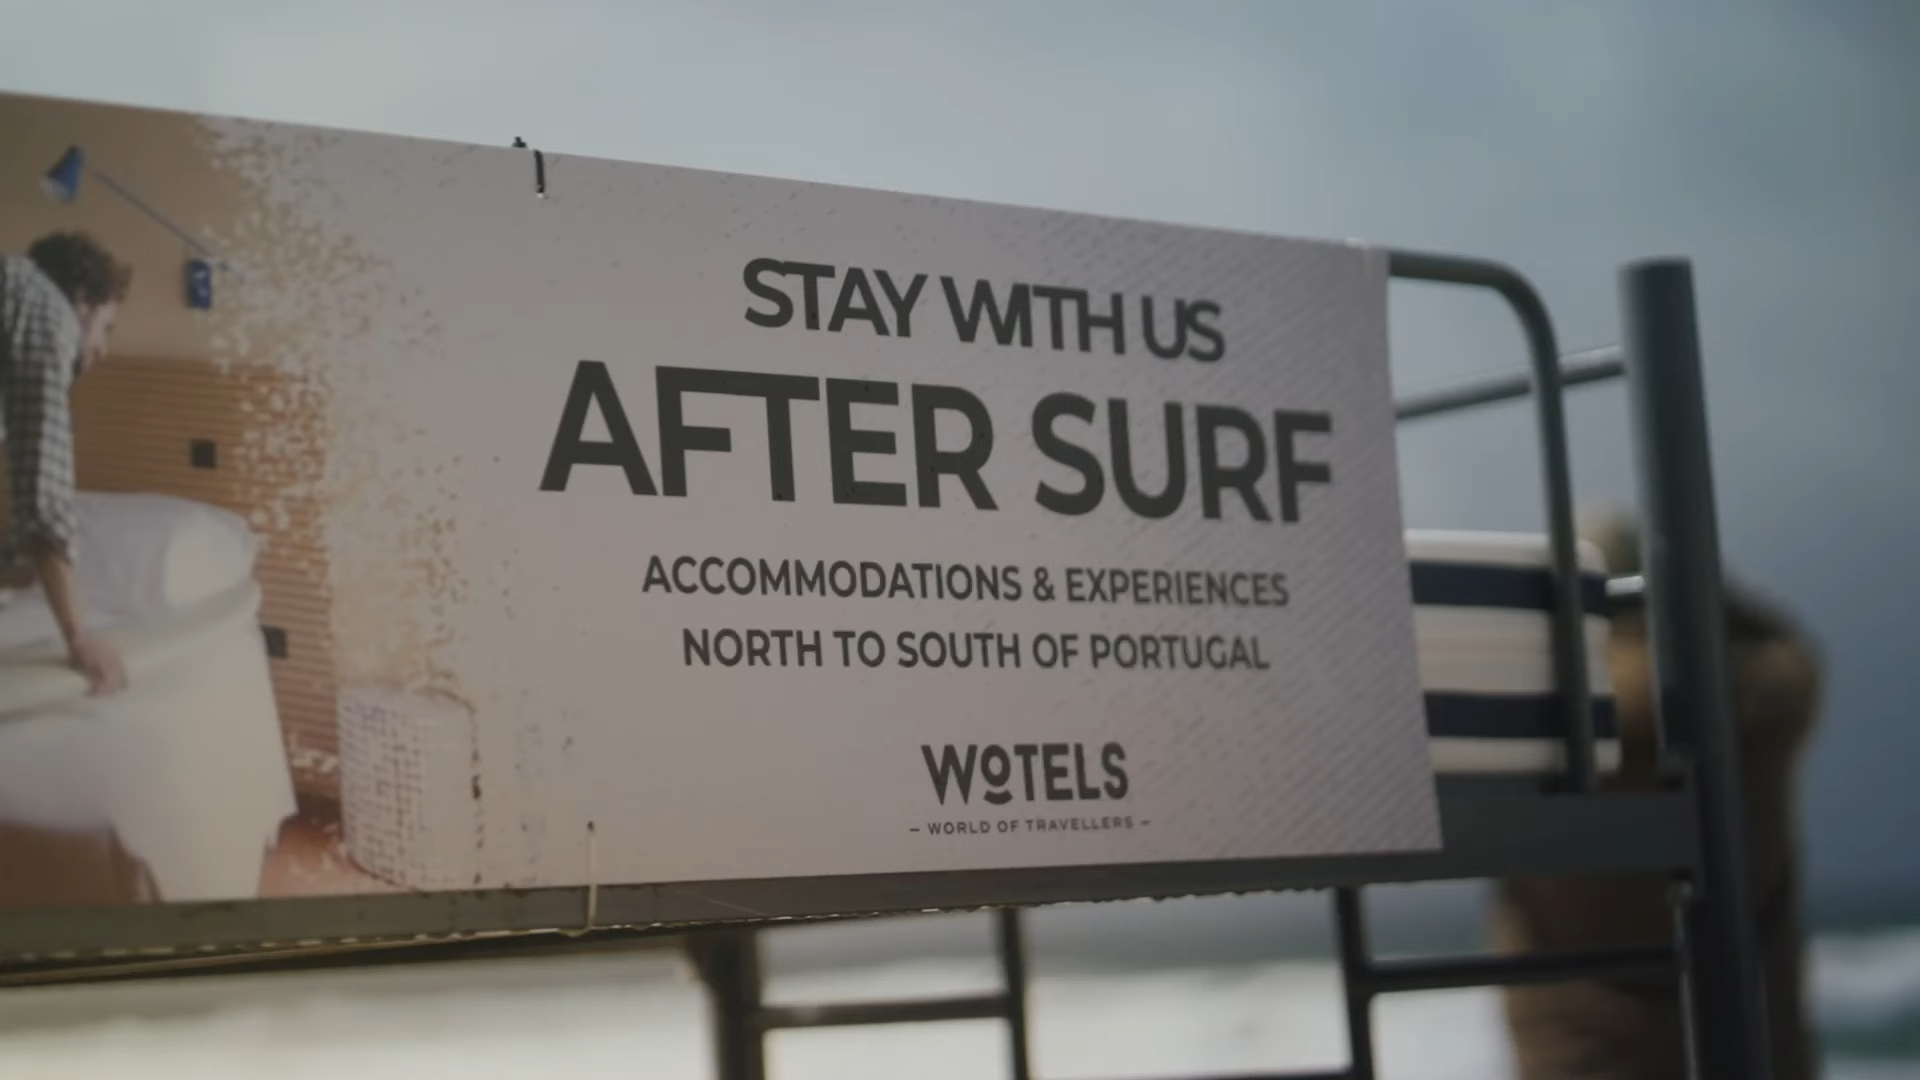 STAY WITH US
AFTER SURF
ACCOMMODATIONS & EXPERIENCES
NORTH TO SOUTH OF PORTUGAL
WOTELS
– WORLD OF TRAVELLERS –